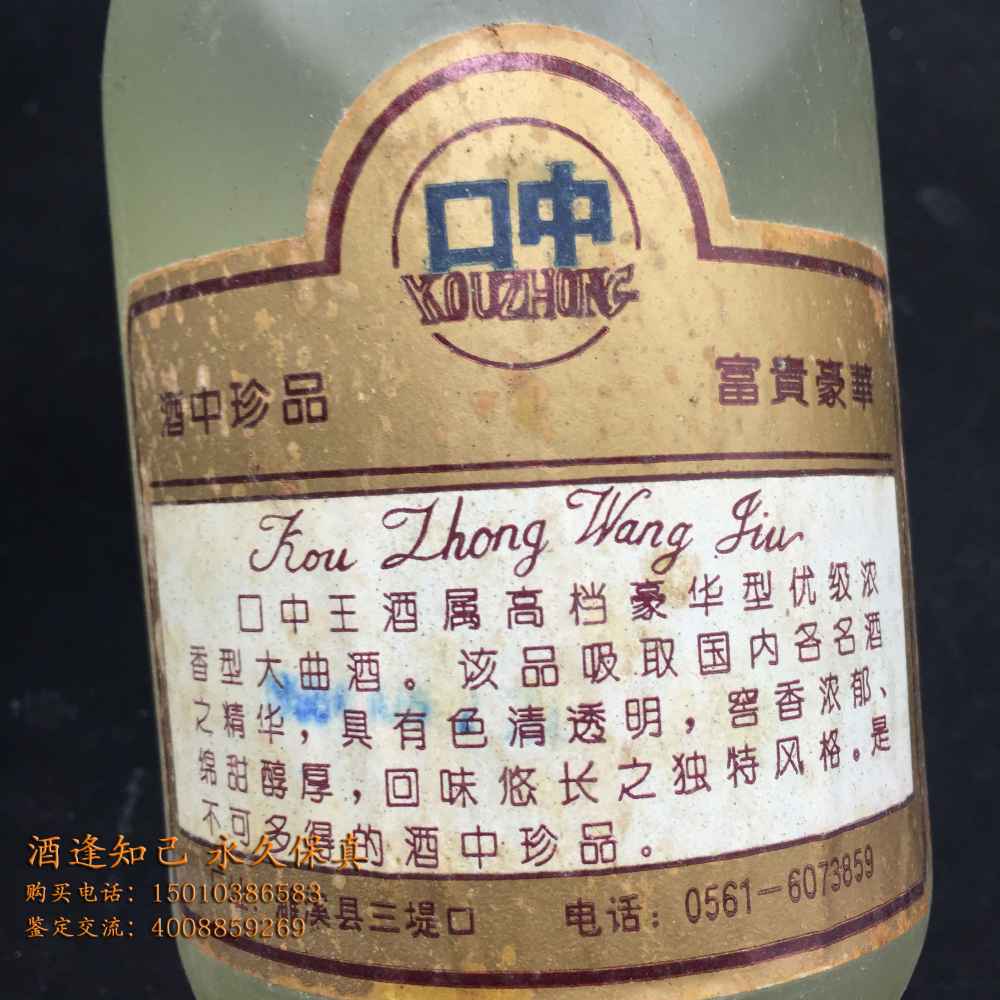 口中
KOUZHONG
酒中珍品
富貴豪華
Kou Zhong Wang Jiu
口中王酒属高档豪华型优级浓
香型大曲酒。该品吸取国内各名酒
之精华，具有色清透明，窖香浓郁、
绵甜醇厚，回味悠长之独特风格。是
不可多得的酒中珍品。
濉溪县三堤口
电话：0561—6073859
酒逢知己 永久保真
购买电话：15010386583
鉴定交流：4008859269